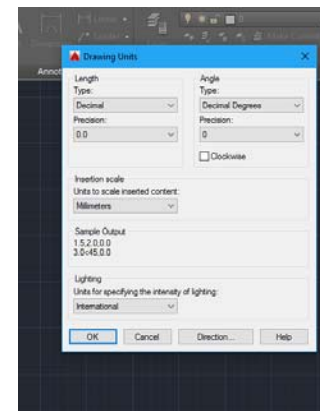 Annot
Drawing Units
Length
Type:
Decimal
Precision:
0.0
Angle
Type:
Decimal Degrees
Precision:
0
Clockwise
Insertion scale
Units to scale inserted content:
Millimeters
Sample Output
1.5,2.0,0.0
3.0<45,0.0
Lighting
Units for specifying the intensity of lighting:
International
OK
Cancel
Direction...
Help